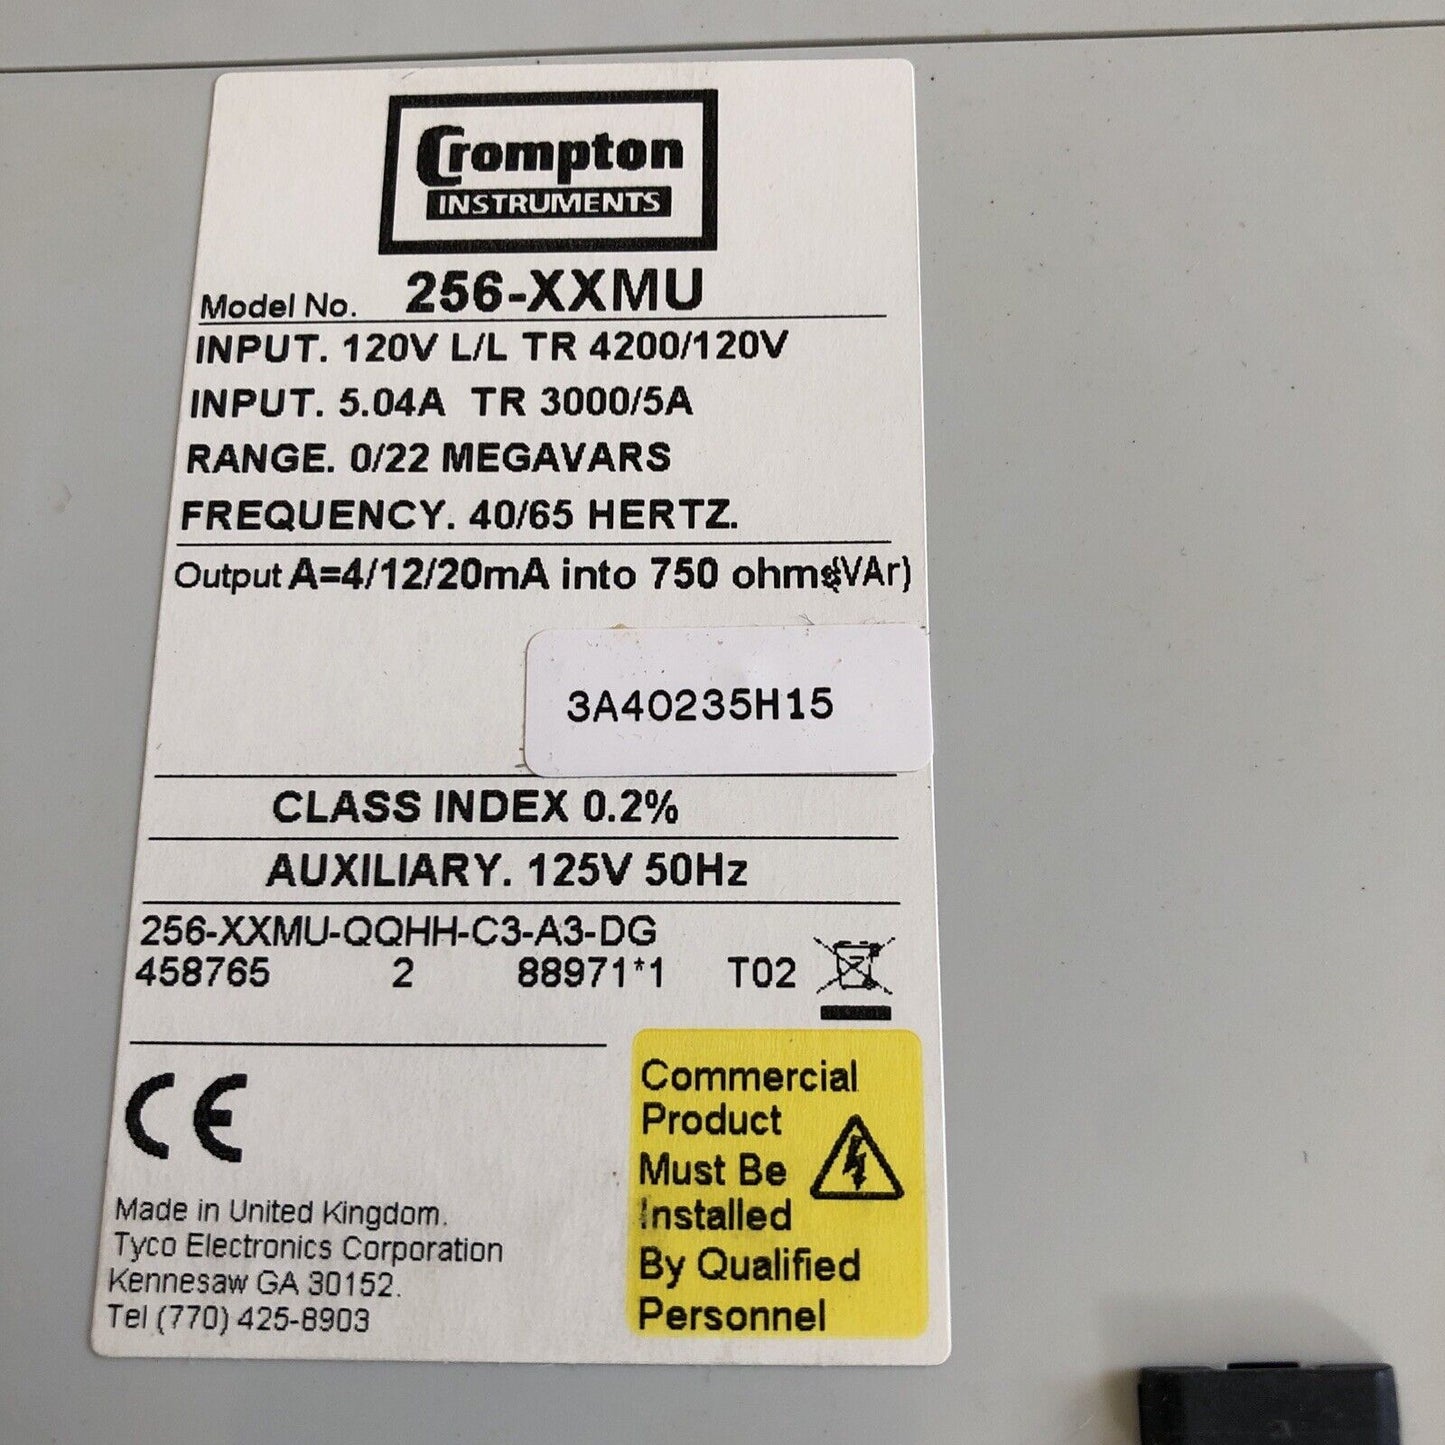 Crompton
INSTRUMENTS
Model No. 256-XXMU
INPUT. 120V L/L TR 4200/120V
INPUT. 5.04A TR 3000/5A
RANGE. 0/22 MEGAVARS
FREQUENCY. 40/65 HERTZ.
Output A=4/12/20mA into 750 ohms(VAr)
3A40235H15
CLASS INDEX 0.2%
AUXILIARY. 125V 50Hz
256-XXMU-QQHH-C3-A3-DG
458765 2 88971*1 T02
CE
Commercial
Product
Must Be
Installed
By Qualified
Personnel
Made in United Kingdom.
Tyco Electronics Corporation
Kennesaw GA 30152.
Tel (770) 425-8903